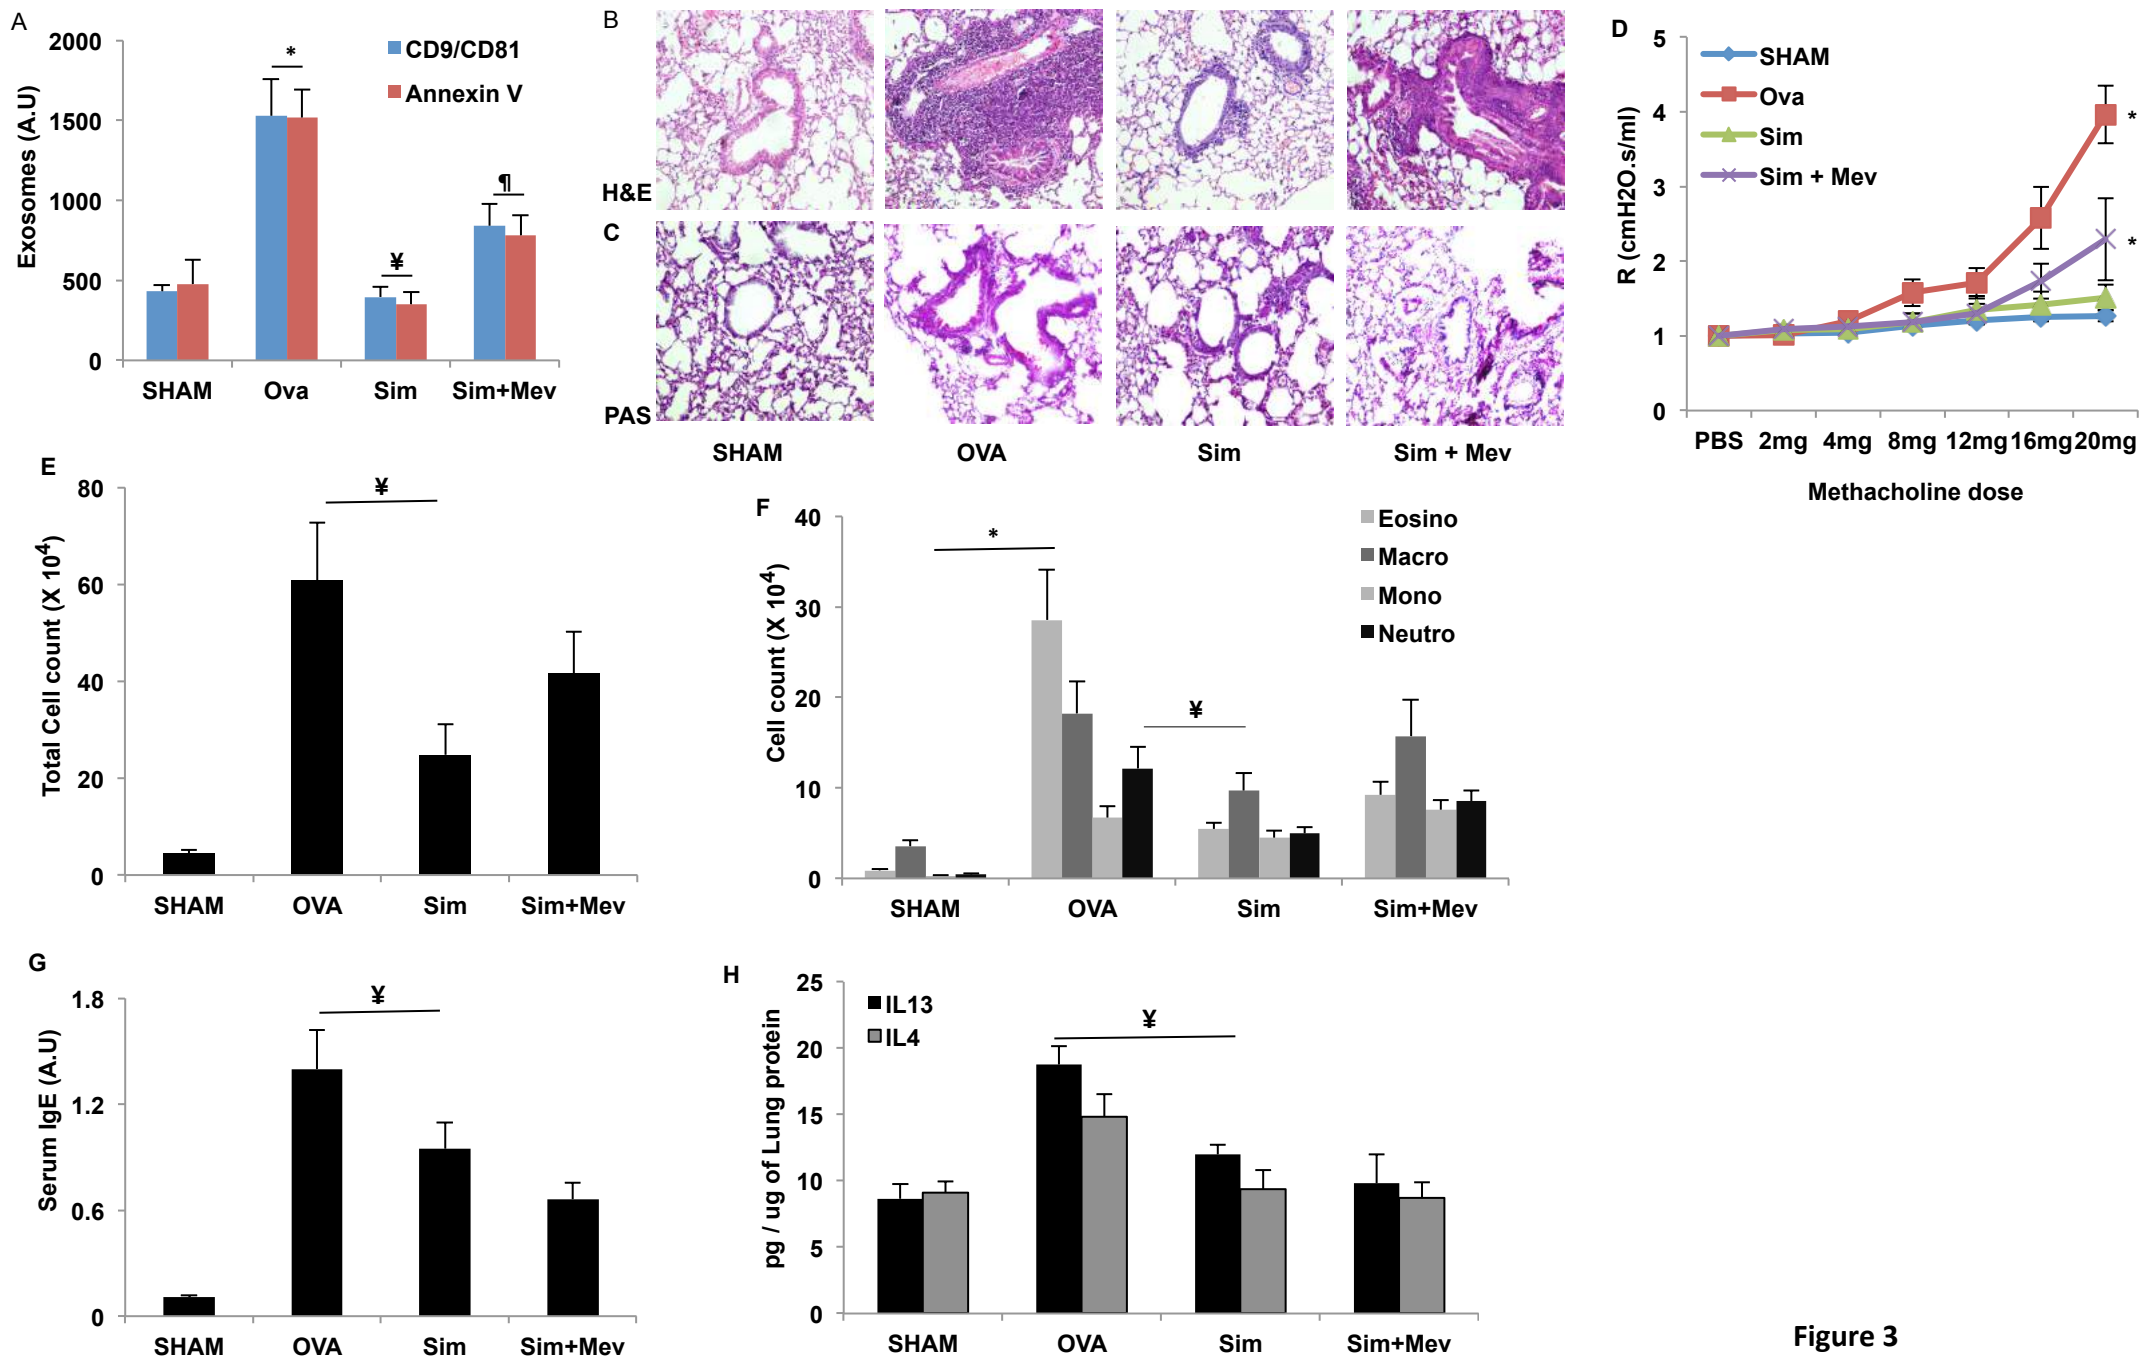 A
2000
1500
1000
500
0
Exosomes (A.U)
CD9/CD81
Annexin V
*
¥
¶
SHAM Ova Sim Sim+Mev
B
H&E
C
PAS
SHAM OVA Sim Sim + Mev
D
5
4
3
2
1
0
R (cmH2O.s/ml)
SHAM
Ova
Sim
Sim + Mev
*
*
PBS 2mg 4mg 8mg 12mg 16mg 20mg
Methacholine dose
E
80
60
40
20
0
Total Cell count (X 10⁴)
¥
SHAM OVA Sim Sim+Mev
F
40
30
20
10
0
Cell count (X 10⁴)
*
¥
Eosino
Macro
Mono
Neutro
SHAM OVA Sim Sim+Mev
G
1.8
1.2
0.6
0
Serum IgE (A.U)
¥
SHAM OVA Sim Sim+Mev
H
25
20
15
10
5
0
pg / ug of Lung protein
IL13
IL4
¥
SHAM OVA Sim Sim+Mev
Figure 3